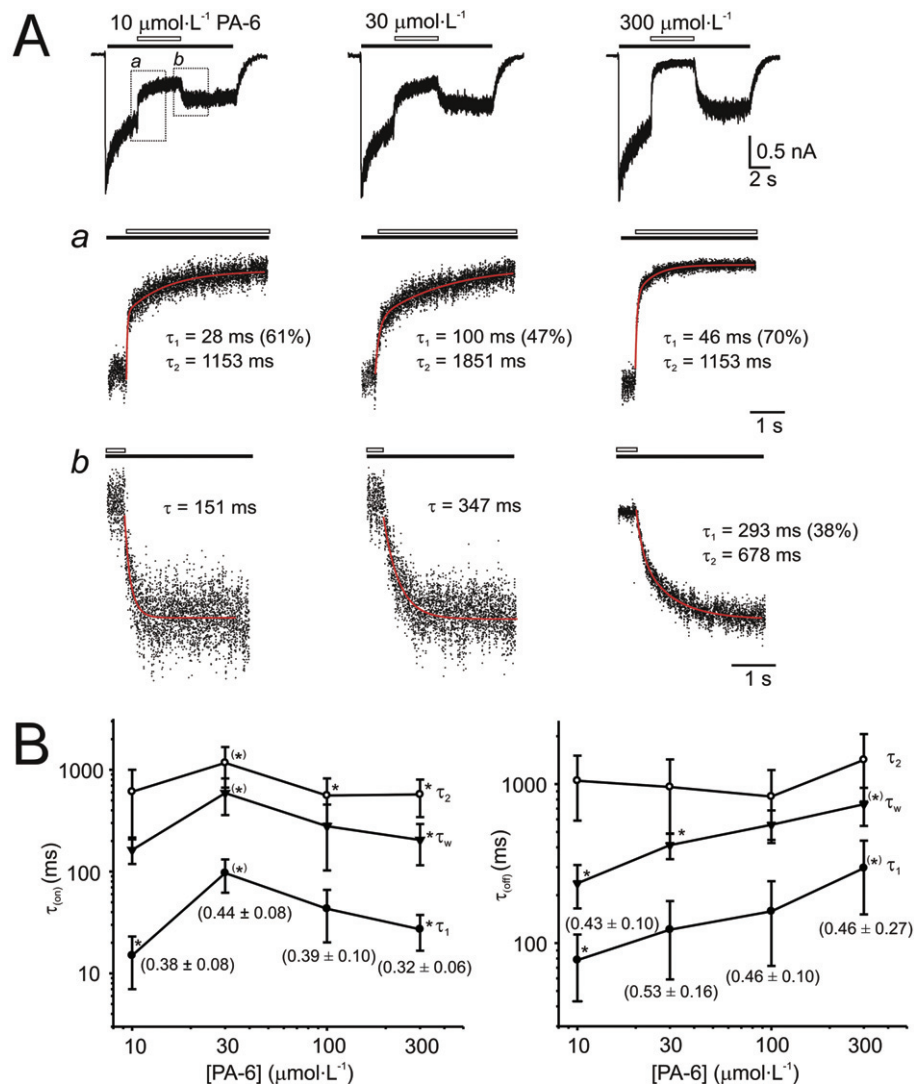 A
10 μmol·L⁻¹ PA-6
30 μmol·L⁻¹
300 μmol·L⁻¹
a
b
0.5 nA
2 s
a
τ₁ = 28 ms (61%)
τ₂ = 1153 ms
τ₁ = 100 ms (47%)
τ₂ = 1851 ms
τ₁ = 46 ms (70%)
τ₂ = 1153 ms
1 s
b
τ = 151 ms
τ = 347 ms
τ₁ = 293 ms (38%)
τ₂ = 678 ms
1 s
B
τ(on) (ms)
1000
100
10
(*)
*
* τ₂
(*)
* τw
(*)
*
* τ₁
(0.38 ± 0.08)
(0.44 ± 0.08)
(0.39 ± 0.10)
(0.32 ± 0.06)
10 30 100 300
[PA-6] (μmol·L⁻¹)
τ(off) (ms)
1000
100
τ₂
*
*
(*) τw
*
(*) τ₁
(0.43 ± 0.10)
(0.53 ± 0.16)
(0.46 ± 0.10)
(0.46 ± 0.27)
10 30 100 300
[PA-6] (μmol·L⁻¹)